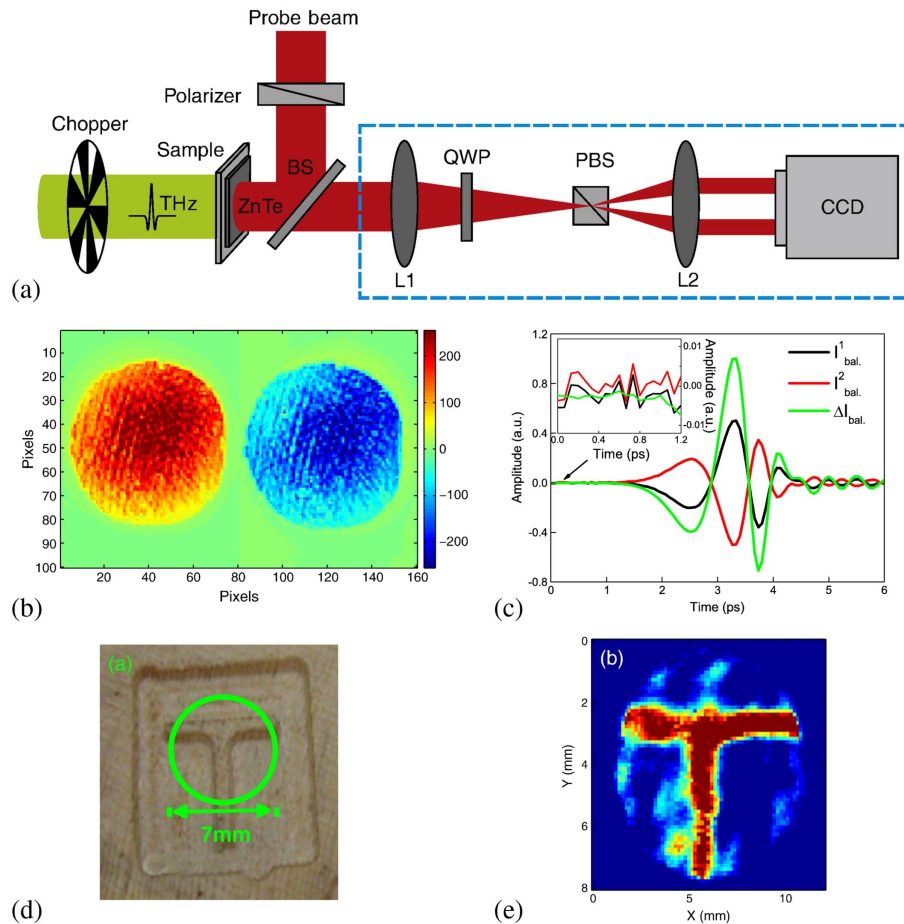 Probe beam
Polarizer
Chopper
Sample
THz
ZnTe
BS
QWP
PBS
CCD
L1
L2
(a)
10
20
30
40
50
60
70
80
90
100
Pixels
20 40 60 80 100 120 140 160
Pixels
200
100
0
−100
−200
(b)
1.2
0.8
0.4
0.0
-0.4
-0.8
Amplitude (a.u.)
0 1 2 3 4 5 6
Time (ps)
0.0 0.4 0.8 1.2
Time (ps)
0.01
0.00
-0.01
Amplitude (a.u.)
I¹bal.
I²bal.
ΔIbal.
(c)
(a)
7mm
(d)
(b)
0
2
4
6
8
Y (mm)
0 5 10
X (mm)
(e)